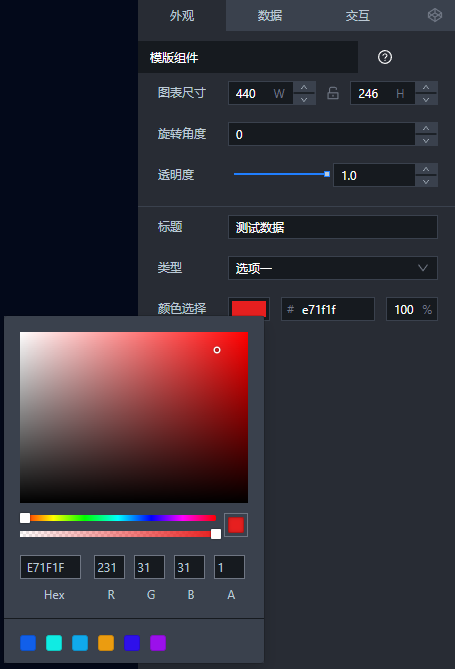 外观 数据 交互
模版组件
图表尺寸 440 W 246 H
旋转角度 0
透明度 1.0
标题 测试数据
类型 选项一
颜色选择 # e71f1f 100 %
E71F1F 231 31 31 1
Hex R G B A